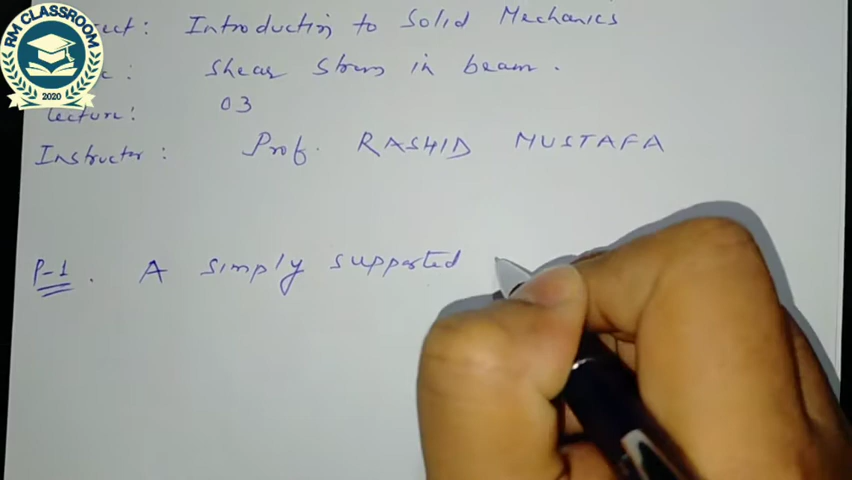 RM CLASSROOM
2020
ect: Introduction to Solid Mechanics
: Shear Stress in beam.
Lecture: 03
Instructor: Prof. RASHID MUSTAFA
P-1. A simply supported